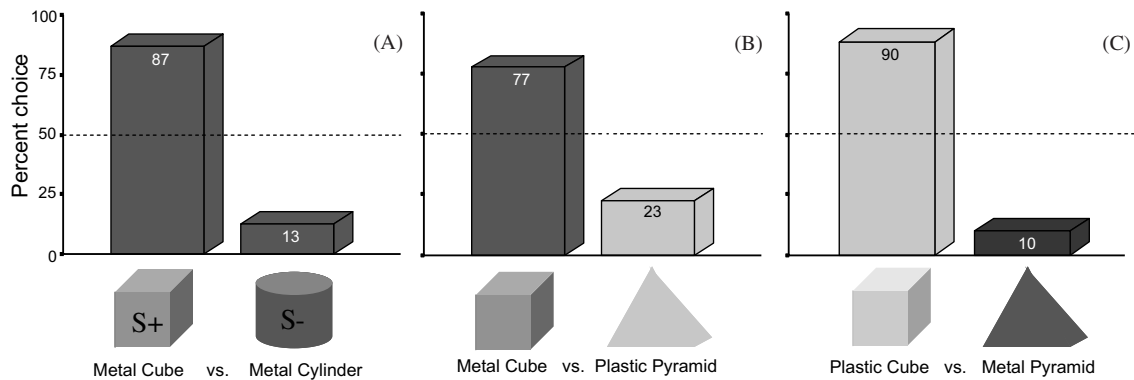 Percent choice
100
75
50
25
0
(A)
87
13
S+
S-
Metal Cube vs. Metal Cylinder
(B)
77
23
Metal Cube vs. Plastic Pyramid
(C)
90
10
Plastic Cube vs. Metal Pyramid